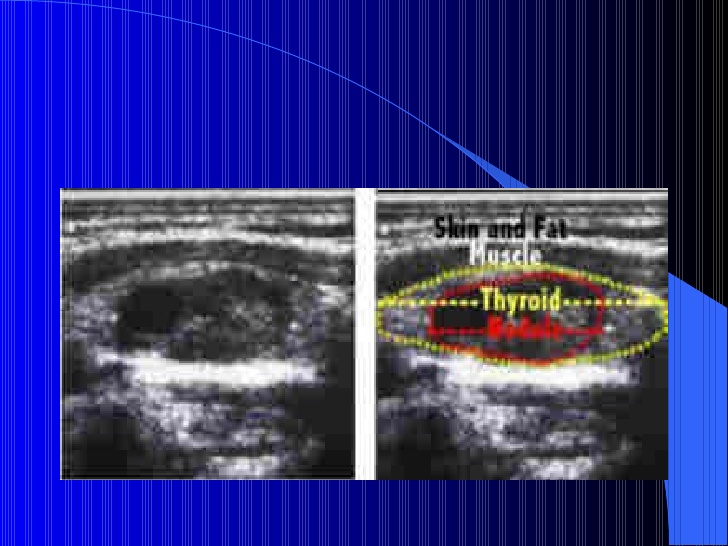 Skin and Fat
Muscle
Thyroid
Nodule